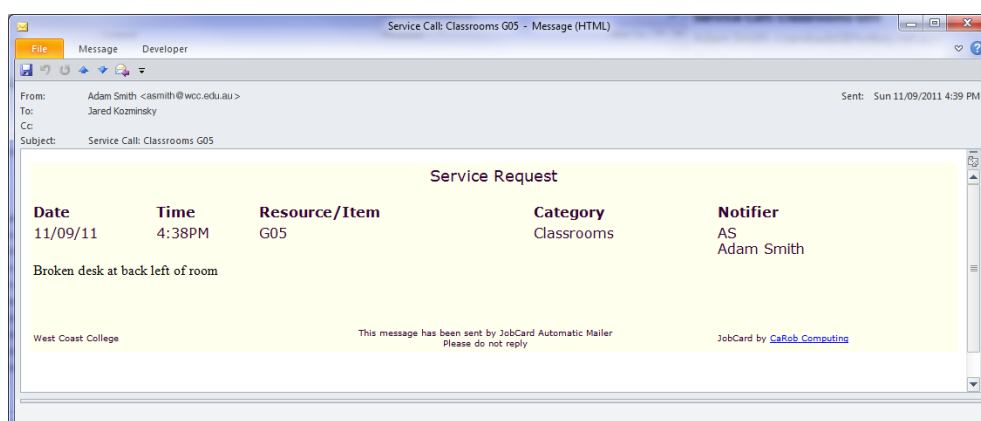 Service Call: Classrooms G05 - Message (HTML)
File Message Developer
From: Adam Smith <asmith@wcc.edu.au> Sent: Sun 11/09/2011 4:39 PM
To: Jared Kozminsky
Cc:
Subject: Service Call: Classrooms G05
Service Request
Date Time Resource/Item Category Notifier
11/09/11 4:38PM G05 Classrooms AS
Adam Smith
Broken desk at back left of room
This message has been sent by JobCard Automatic Mailer
West Coast College JobCard by CaRob Computing
Please do not reply